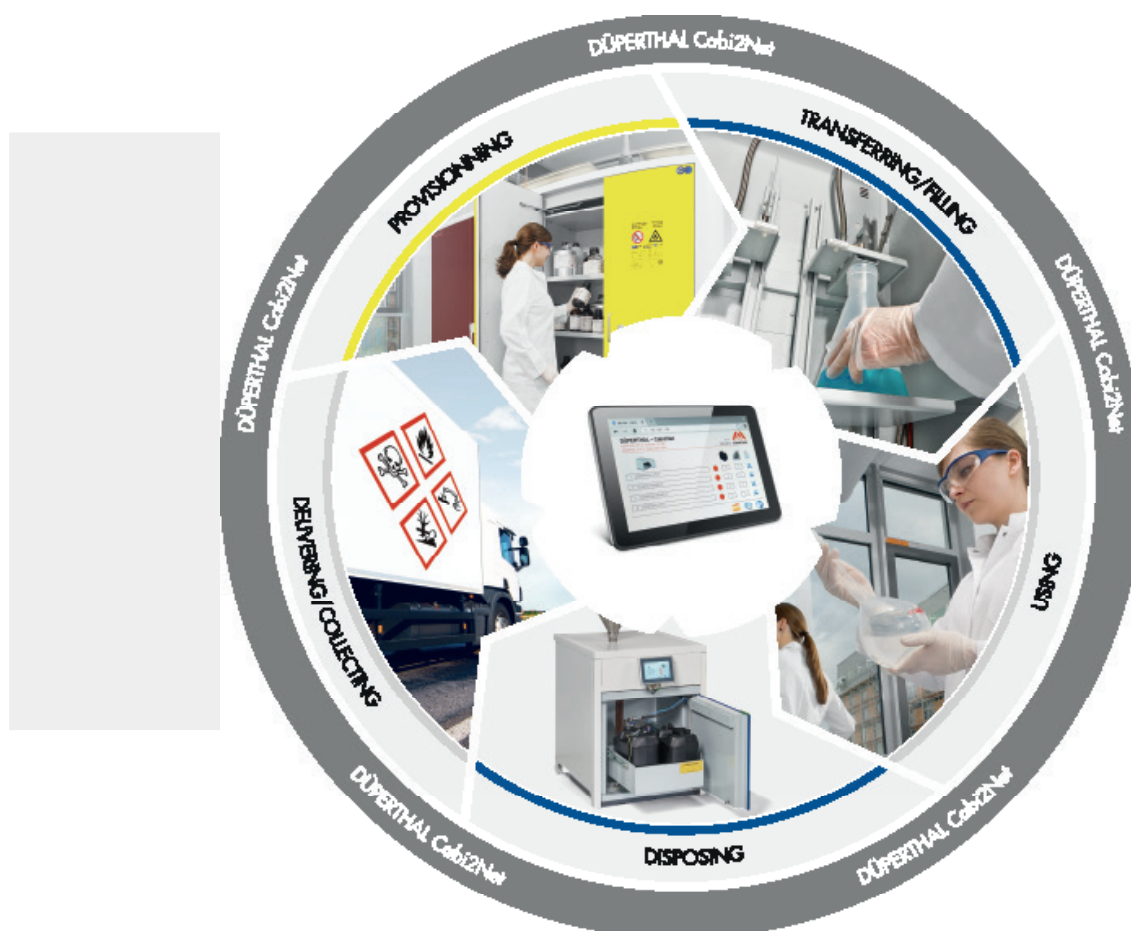 DÜPERTHAL Cabi2Net
PROVISIONNING
TRANSFERRING/FILLING
DÜPERTHAL Cabi2Net
DÜPERTHAL Cabi2Net
DELIVERING/COLLECTING
USING
DISPOSING
DÜPERTHAL Cabi2Net
DÜPERTHAL Cabi2Net